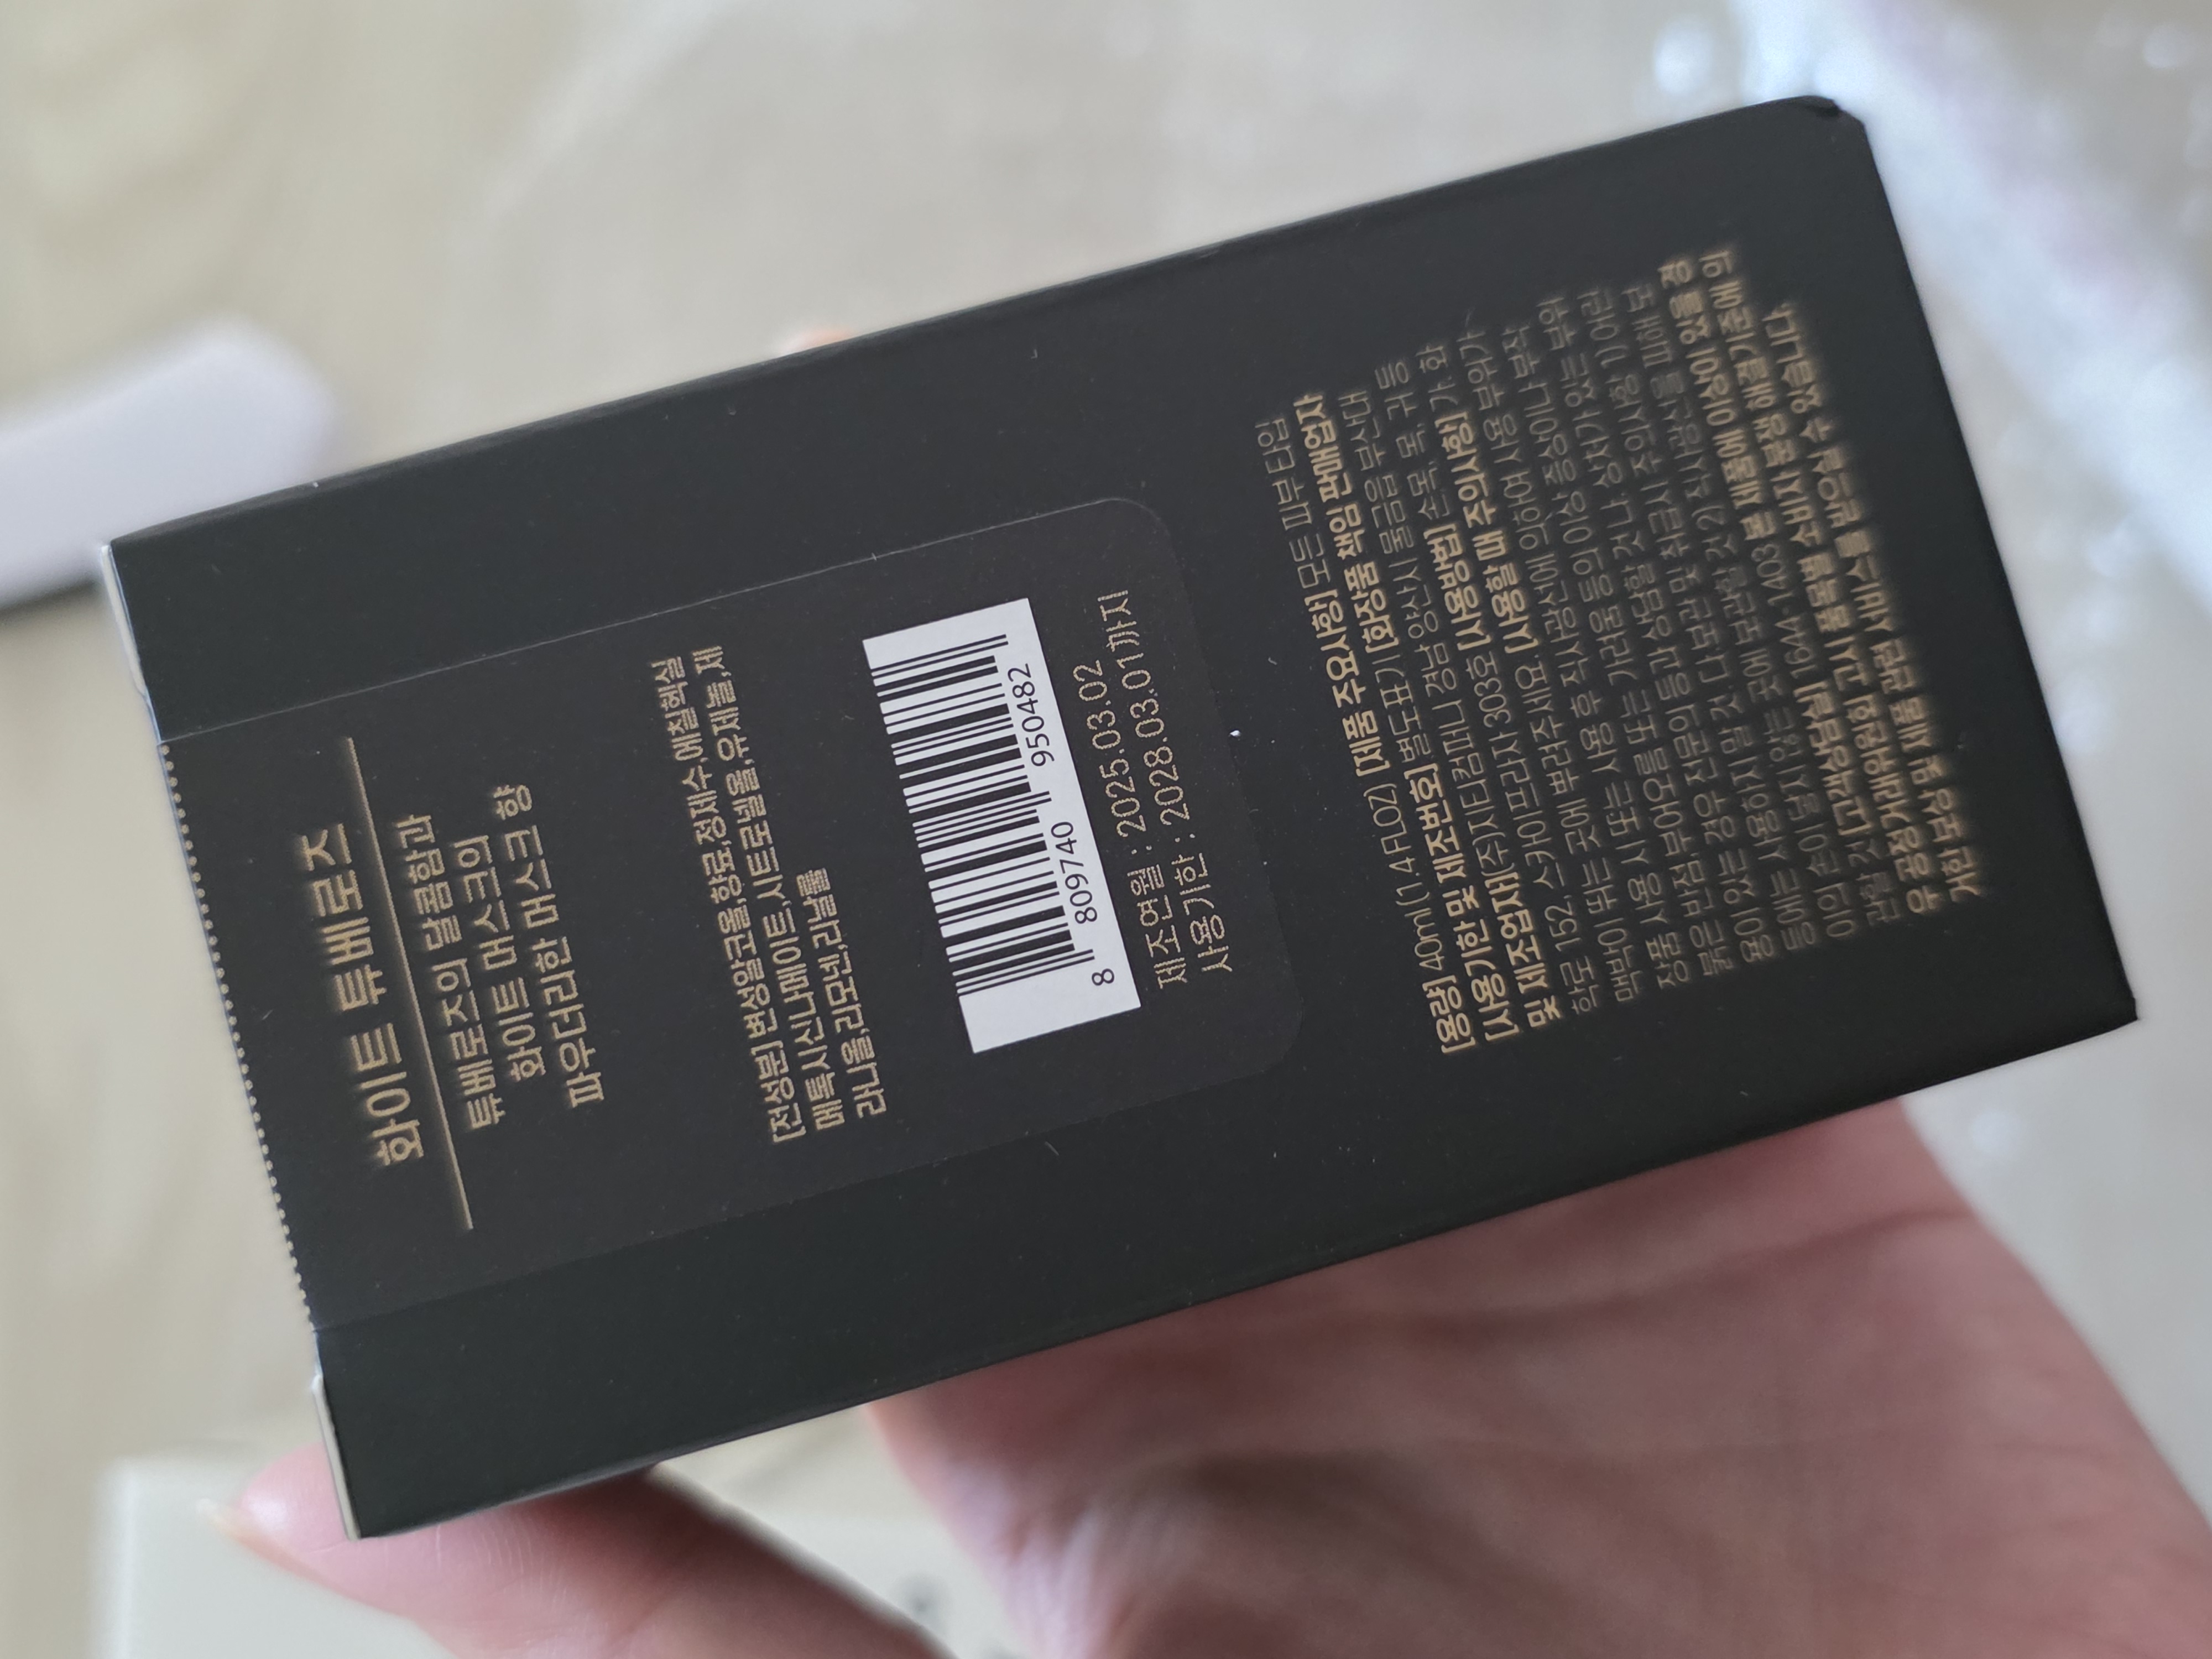 화이트 튜베로즈
튜베로즈의 달콤함과
화이트 머스크의
파우더리한 머스크 향
[전성분] 변성알코올,향료,정제수,에칠헥실
메톡시신나메이트,시트로넬올,유제놀,제
라니올,리모넨,리날롤
8 809740 950482
제조연월 : 2025.03.02
사용기한 : 2028.03.01까지
[용량] 40ml(1.4 FL.OZ) [제품 주요사항] 모든 피부타입
[사용기한 및 제조번호] 별도표기 [화장품 책임 판매업자
및 제조업자] (주)지티컴퍼니 경남 양산시 물금읍 부산대
학로 152, 스카이프라자 303호 [사용방법] 손목, 목, 귀 등
맥박이 뛰는 곳에 뿌려주세요. [사용할 때 주의사항] 가. 화
장품 사용 시 또는 사용 후 직사광선에 의하여 사용 부위가
붉은 반점, 부어오름 또는 가려움 등의 이상 증상이나 부작
용이 있는 경우 전문의 등과 상담할 것 나. 상처가 있는 부위
등에는 사용하지 말 것. 다. 보관 및 취급시 주의사항 1) 어린
이의 손이 닿지 않는 곳에 보관할 것 2) 직사광선을 피해 보
관할 것 [고객상담실] 1644-1403 본 제품에 이상이 있을 경
우 공정거래위원회 고시 품목별 소비자 분쟁 해결기준에 의
거한 보상 및 제품 관련 서비스를 받으실 수 있습니다.